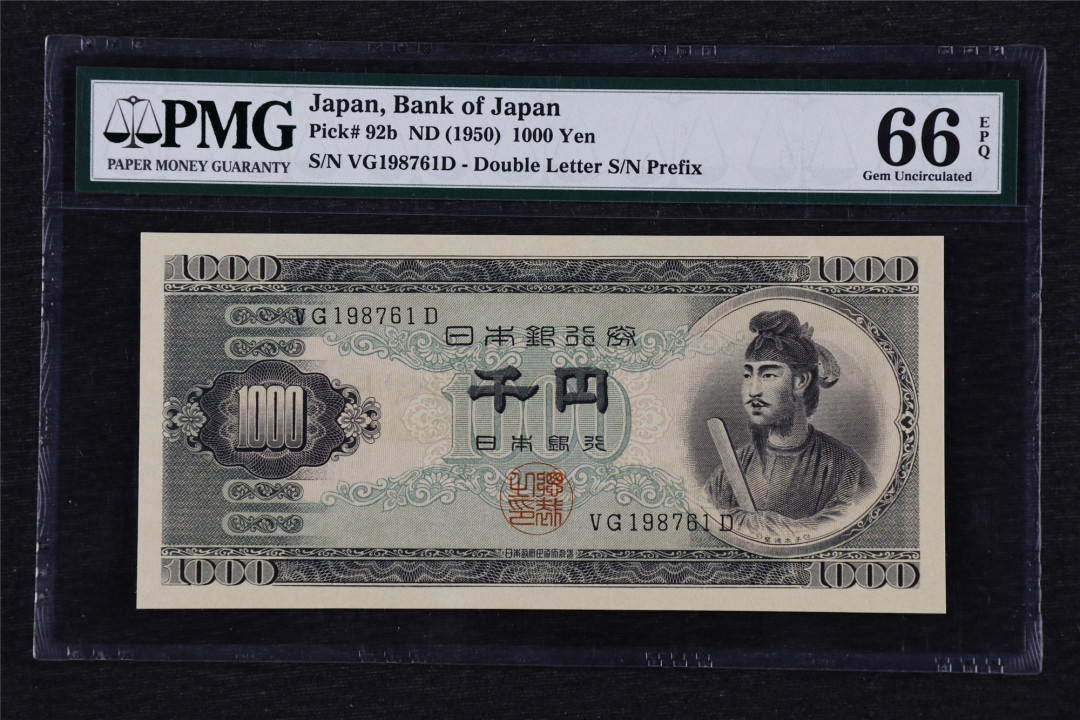 PMG
PAPER MONEY GUARANTY
Japan, Bank of Japan
Pick# 92b ND (1950) 1000 Yen
S/N VG198761D - Double Letter S/N Prefix
66
EPQ
Gem Uncirculated
1000
1000
VG198761D
日本銀行券
1000
千円
1000
日本銀行
VG198761D
1000
1000